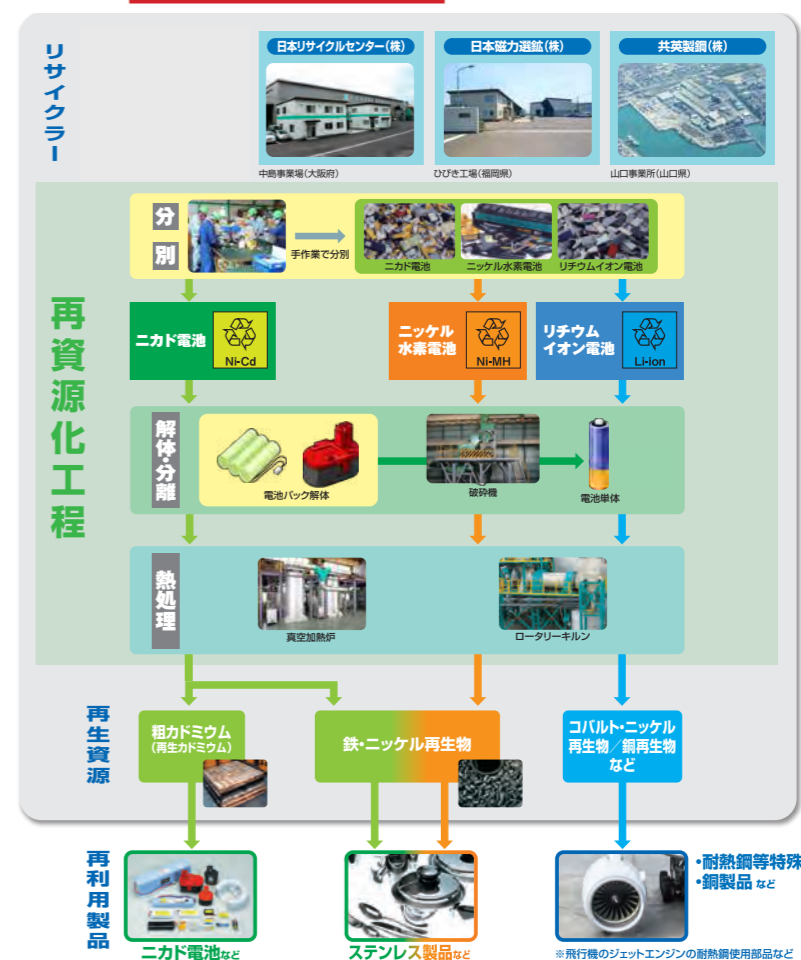 リサイクラー
日本リサイクルセンター(株)
日本磁力選鉱(株)
共英製鋼(株)
中島事業場(大阪府)
ひびき工場(福岡県)
山口事業所(山口県)
再資源化工程
分別
手作業で分別
ニカド電池
ニッケル水素電池
リチウムイオン電池
ニカド電池
Ni-Cd
ニッケル
水素電池
Ni-MH
リチウム
イオン電池
Li-ion
解体・分離
電池パック解体
破砕機
電池単体
熱処理
真空加熱炉
ロータリーキルン
再生資源
粗カドミウム
(再生カドミウム)
鉄・ニッケル再生物
コバルト・ニッケル
再生物/銅再生物
など
再利用製品
ニカド電池など
ステンレス製品など
・耐熱鋼等特殊
・銅製品 など
※飛行機のジェットエンジンの耐熱鋼使用部品など